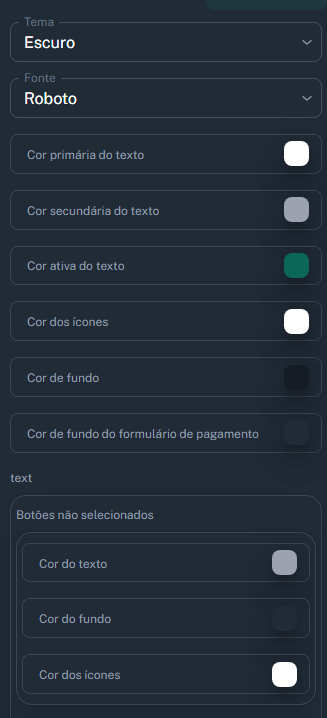 Tema
Escuro
Fonte
Roboto
Cor primária do texto
Cor secundária do texto
Cor ativa do texto
Cor dos ícones
Cor de fundo
Cor de fundo do formulário de pagamento
text
Botões não selecionados
Cor do texto
Cor do fundo
Cor dos ícones